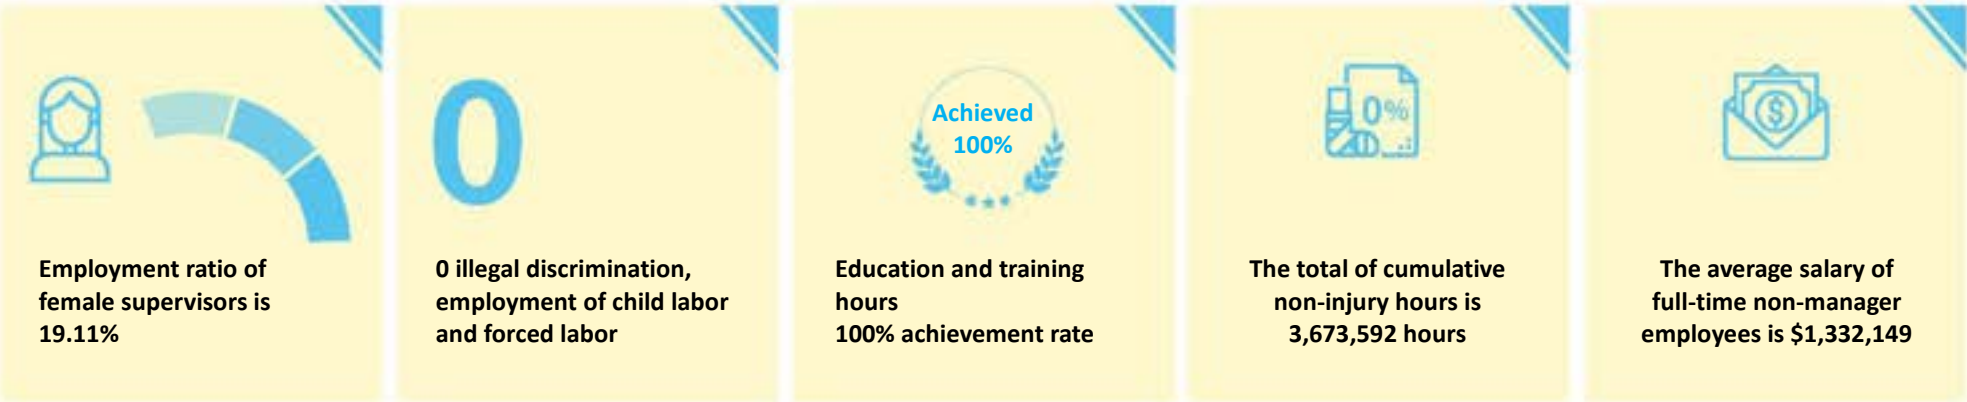 Employment ratio of
female supervisors is
19.11%
0
0 illegal discrimination,
employment of child labor
and forced labor
Achieved
100%
Education and training
hours
100% achievement rate
0%
The total of cumulative
non-injury hours is
3,673,592 hours
$
The average salary of
full-time non-manager
employees is $1,332,149